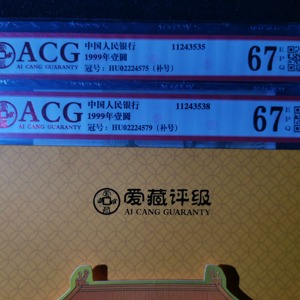 ACG
AI CANG GUARANTY
中国人民银行
1999年壹圆
冠号：HU02224575（补号）
11243535
67
EPQ
ACG
AI CANG GUARANTY
中国人民银行
1999年壹圆
冠号：HU02224579（补号）
11243538
67
EPQ
爱藏评级
AI CANG GUARANTY